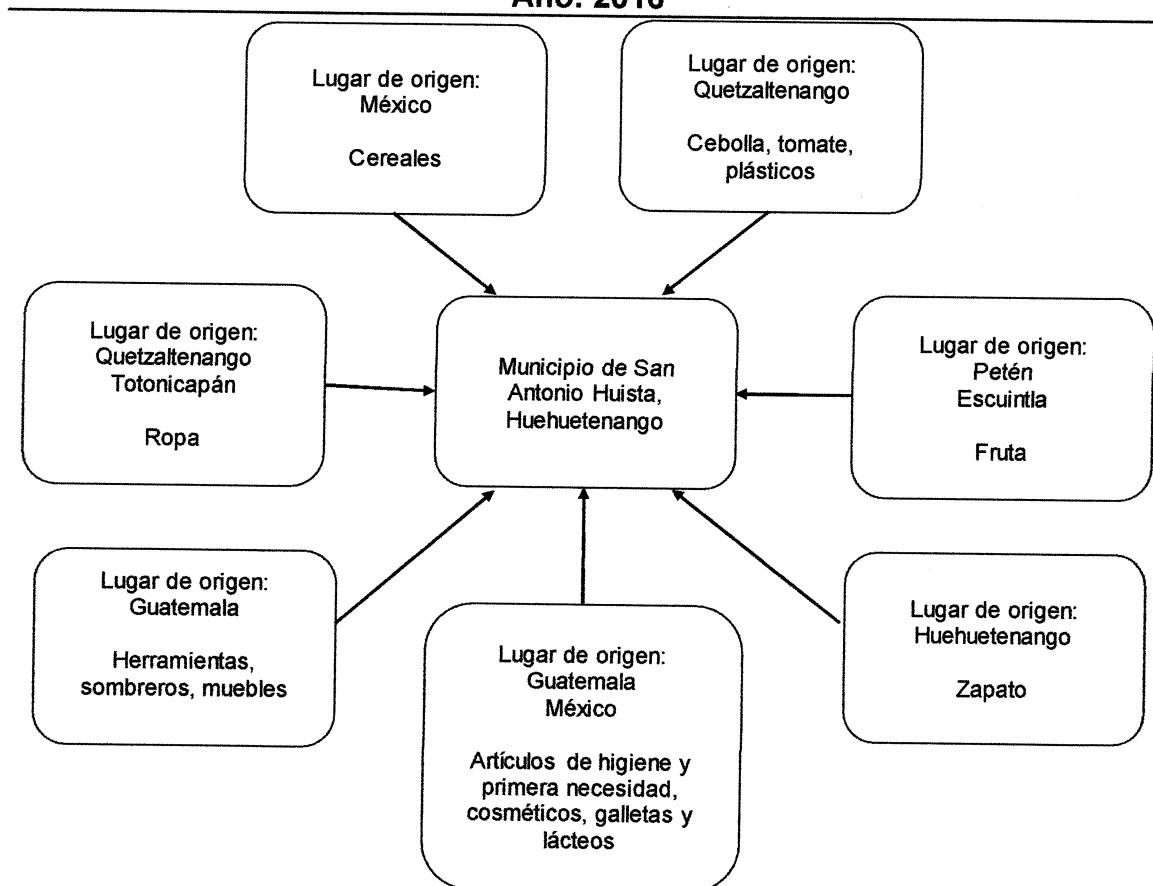 Año: 2016
Lugar de origen:
México
Cereales
Lugar de origen:
Quetzaltenango
Cebolla, tomate,
plásticos
Lugar de origen:
Quetzaltenango
Totonicapán
Ropa
Municipio de San
Antonio Huista,
Huehuetenango
Lugar de origen:
Petén
Escuintla
Fruta
Lugar de origen:
Guatemala
Herramientas,
sombreros, muebles
Lugar de origen:
Guatemala
México
Artículos de higiene y
primera necesidad,
cosméticos, galletas y
lácteos
Lugar de origen:
Huehuetenango
Zapato